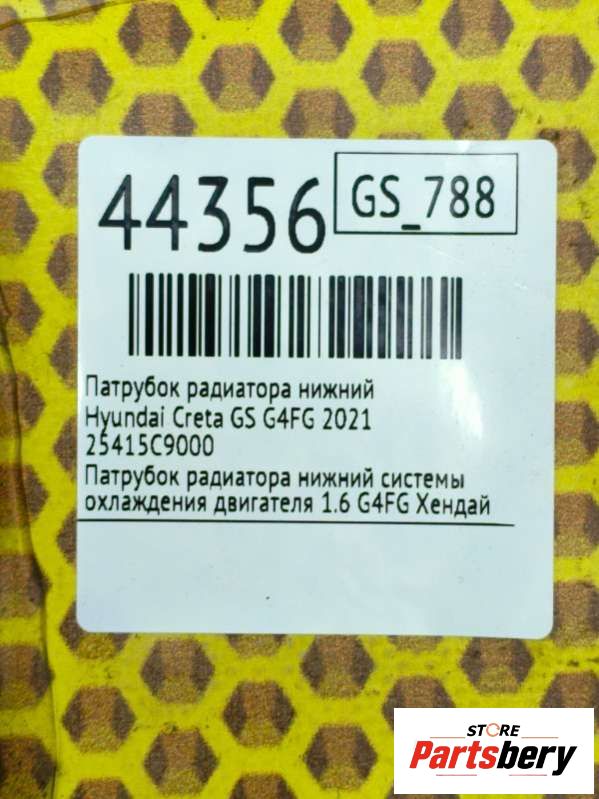 44356
GS_788
Патрубок радиатора нижний
Hyundai Creta GS G4FG 2021
25415C9000
Патрубок радиатора нижний системы
охлаждения двигателя 1.6 G4FG Хендай
STORE
Partsbery